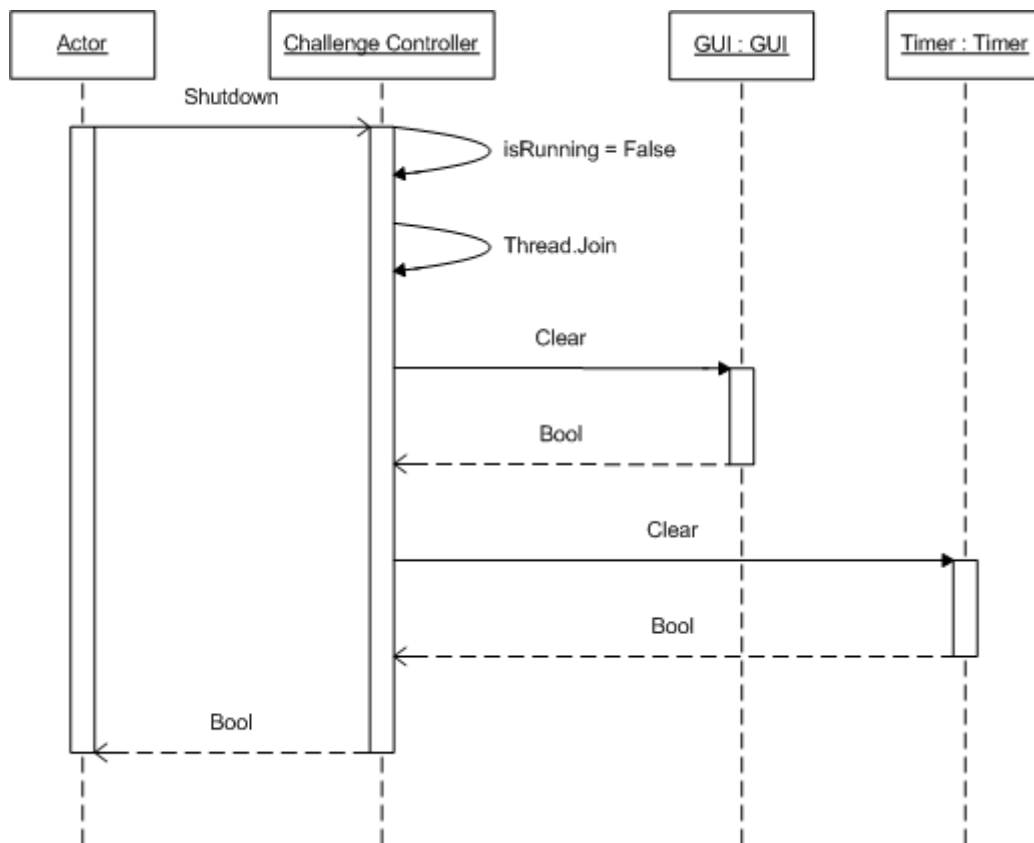 Actor
Challenge Controller
GUI : GUI
Timer : Timer
Shutdown
isRunning = False
Thread.Join
Clear
Bool
Clear
Bool
Bool